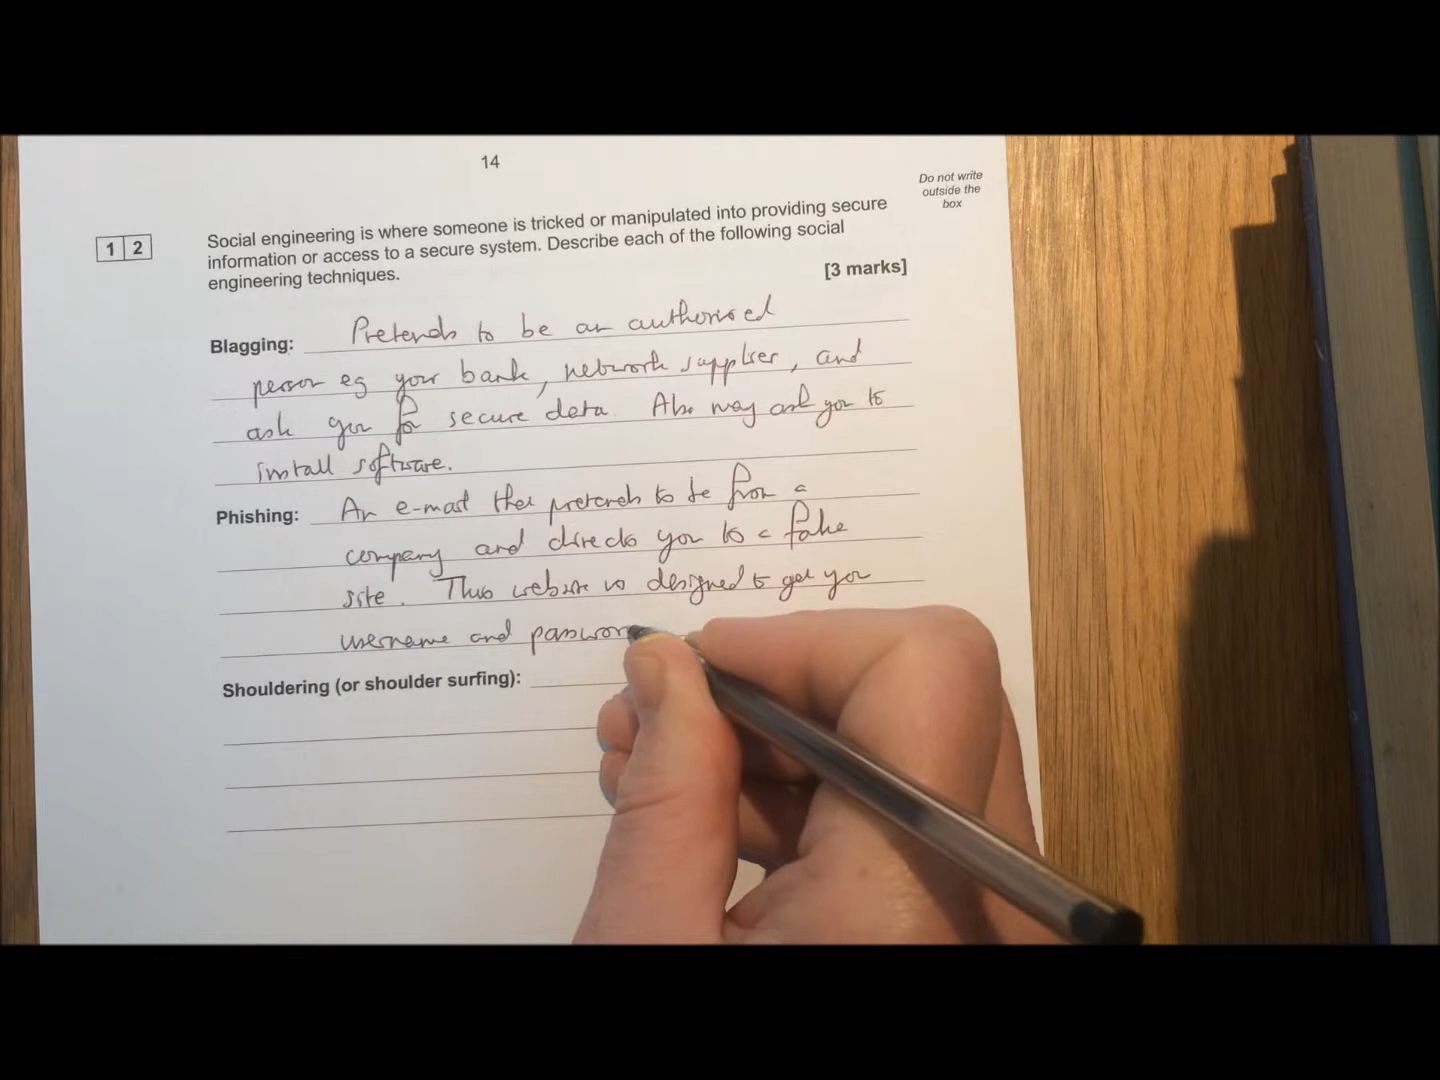 14
Do not write
outside the
box
1 2
Social engineering is where someone is tricked or manipulated into providing secure
information or access to a secure system. Describe each of the following social
engineering techniques.
[3 marks]
Blagging: Pretends to be an authorised
person eg your bank, network supplier, and
ask you for secure data. Also may ask you to
install software.
Phishing: An e-mail that pretends to be from a
company and directs you to a fake
site. This website is designed to get you
username and passwor
Shouldering (or shoulder surfing):